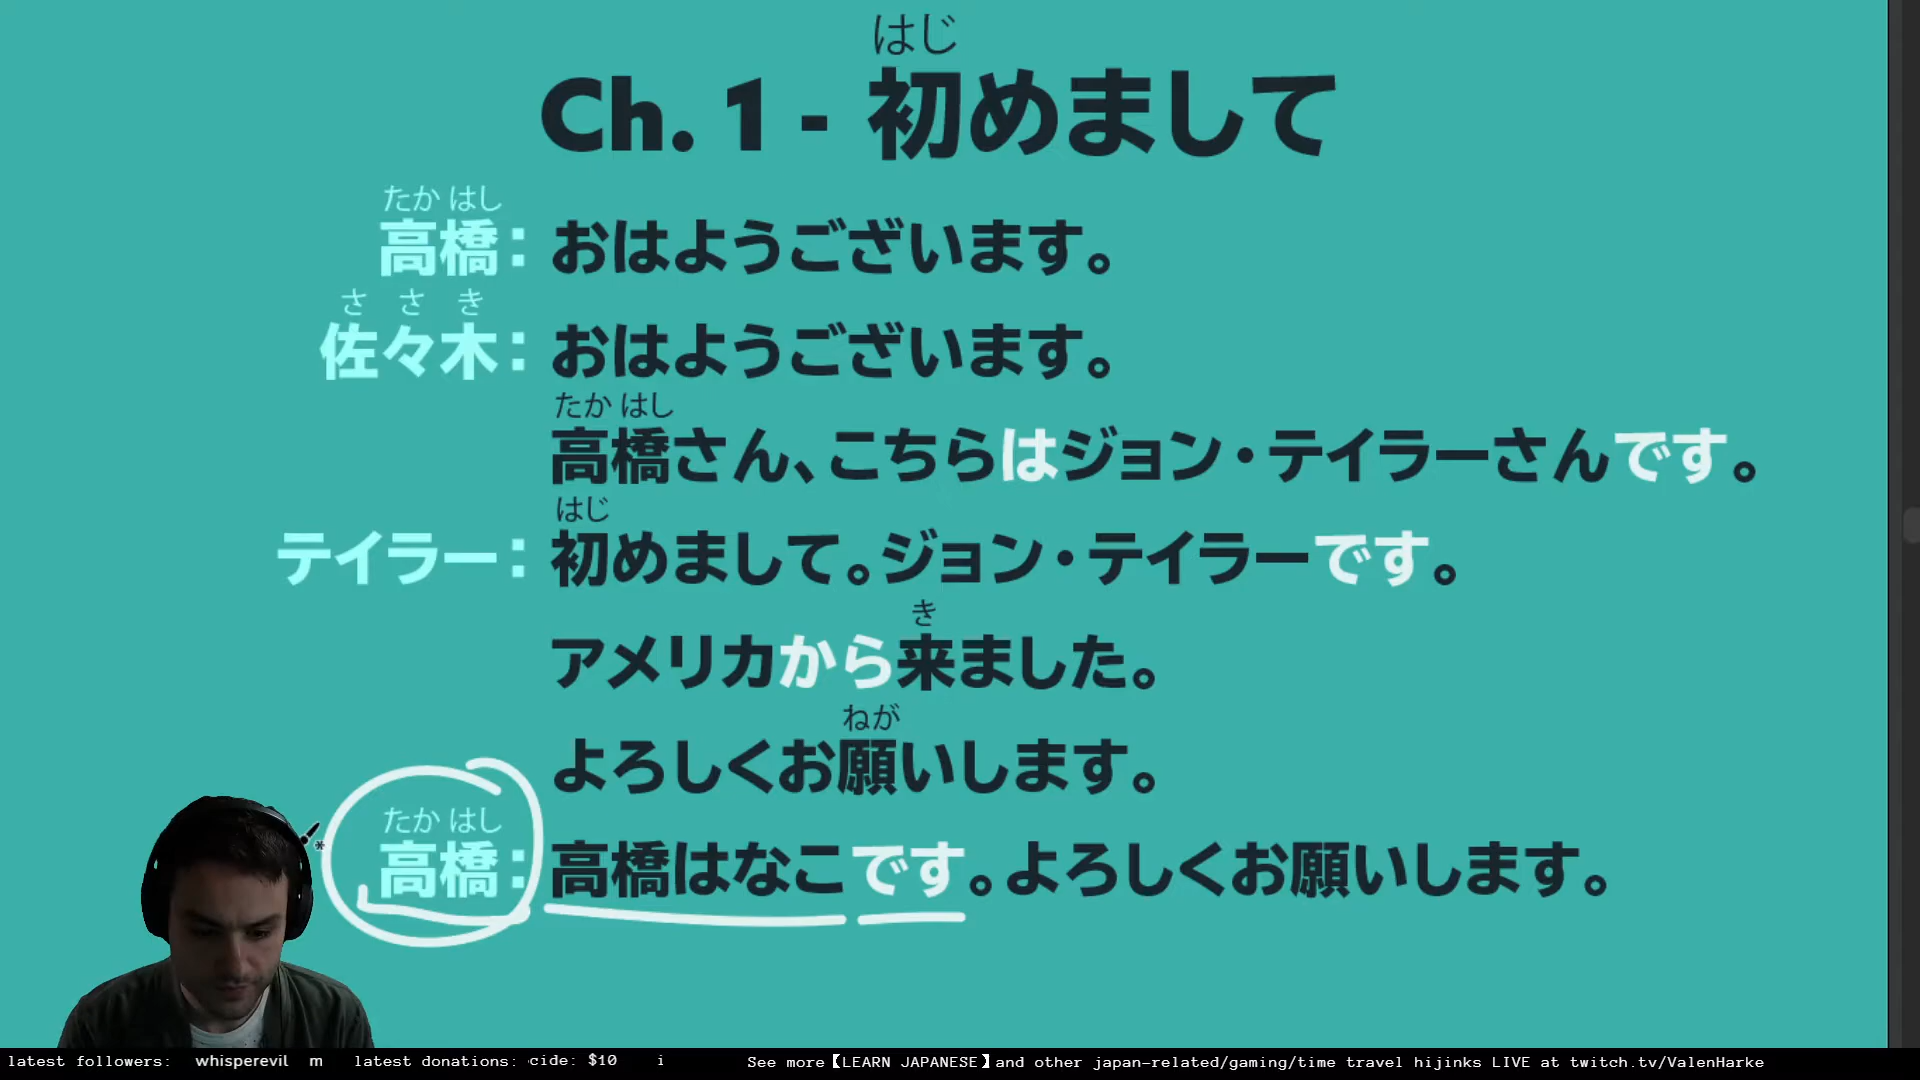 はじ
Ch. 1 - 初めまして
たか はし
高橋：おはようございます。
さ さ き
佐々木：おはようございます。
たか はし
高橋さん、こちらはジョン・テイラーさんです。
はじ
テイラー：初めまして。ジョン・テイラーです。
き
アメリカから来ました。
ねが
よろしくお願いします。
たか はし
高橋：高橋はなこです。よろしくお願いします。
latest followers: whisperevil m latest donations: cide: $10 i See more【LEARN JAPANESE】and other japan-related/gaming/time travel hijinks LIVE at twitch.tv/ValenHarke